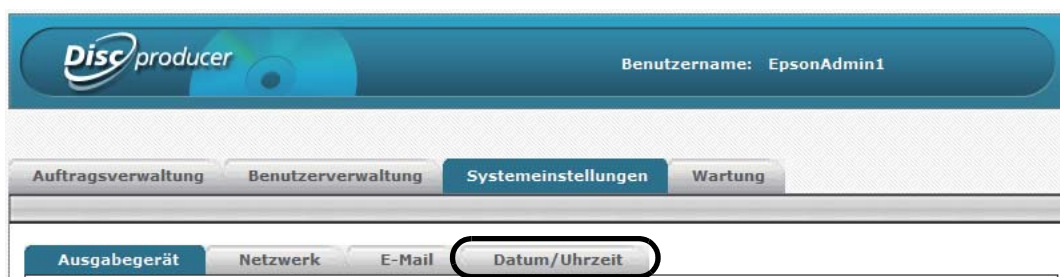 Disc producer
Benutzername: EpsonAdmin1
Auftragsverwaltung Benutzerverwaltung Systemeinstellungen Wartung
Ausgabegerät Netzwerk E-Mail Datum/Uhrzeit